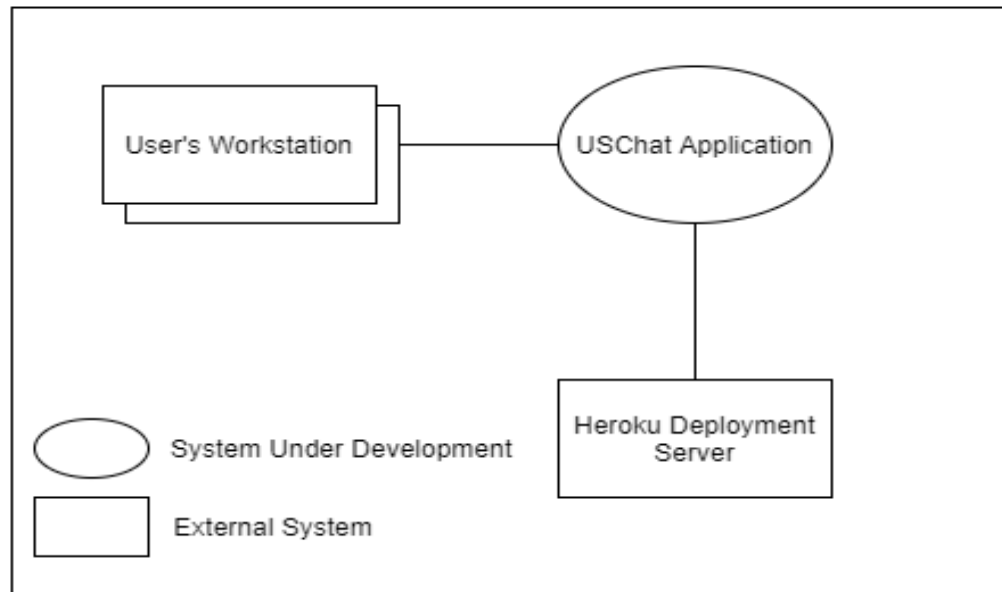 User's Workstation
USChat Application
Heroku Deployment
Server
System Under Development
External System